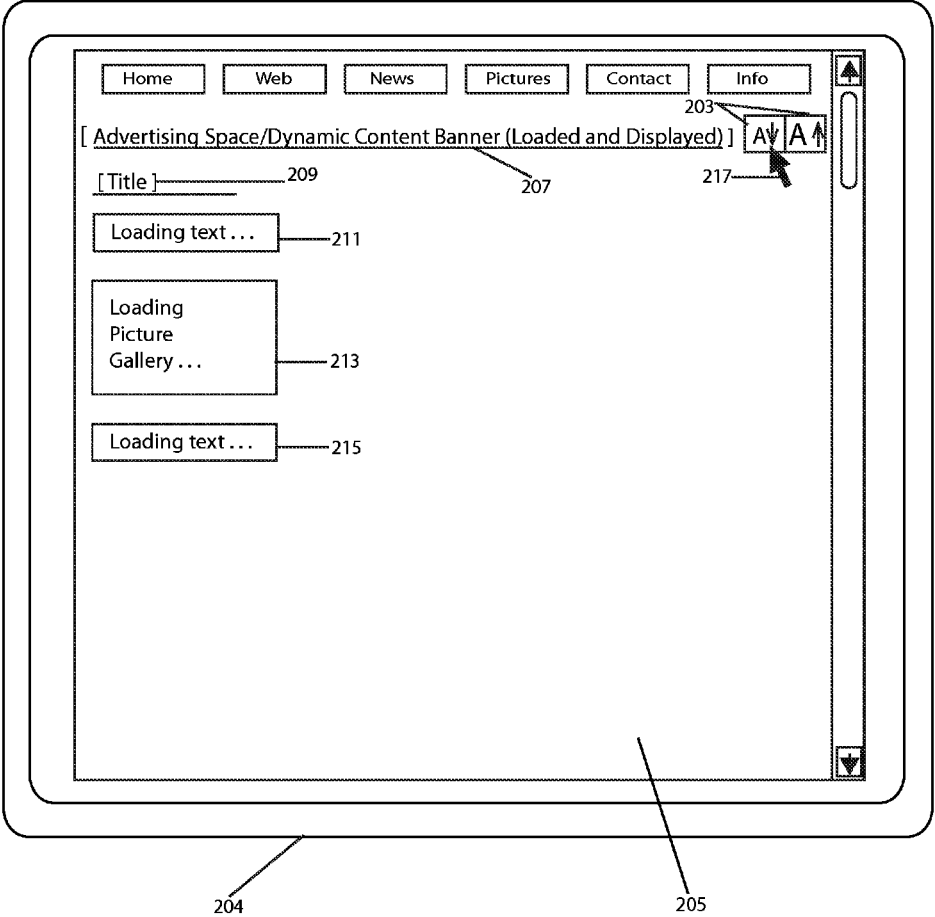 Home Web News Pictures Contact Info
203
[ Advertising Space/Dynamic Content Banner (Loaded and Displayed) ] A A
217
207
[Title] 209
Loading text . . . 211
Loading
Picture
Gallery . . . 213
Loading text . . . 215
204 205